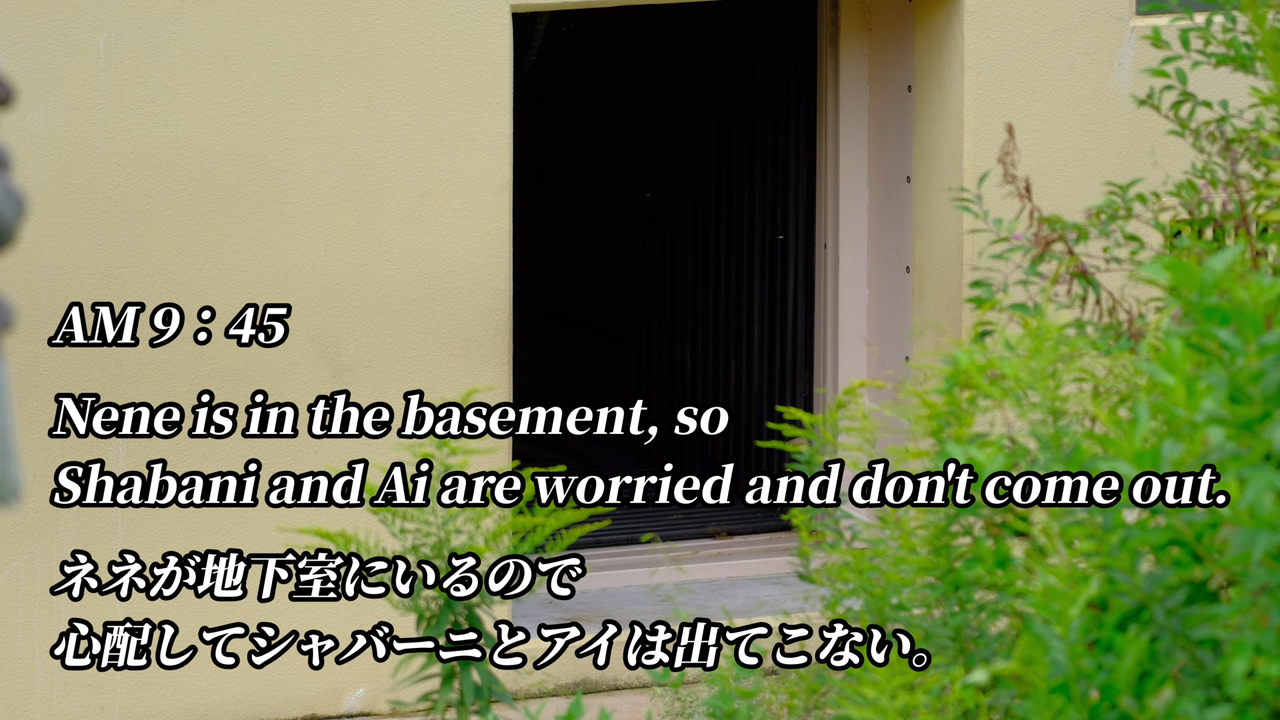 AM 9：45
Nene is in the basement, so
Shabani and Ai are worried and don't come out.
ネネが地下室にいるので
心配してシャバーニとアイは出てこない。